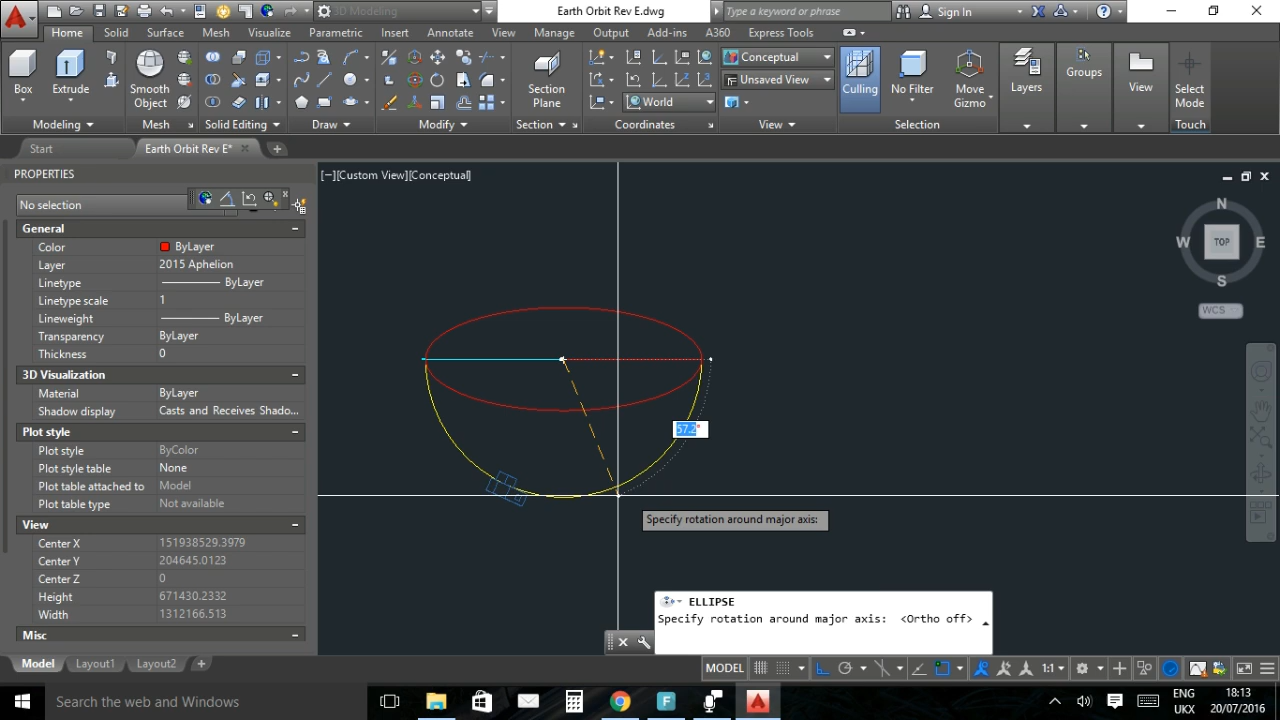 3D Modeling
Earth Orbit Rev E.dwg
Type a keyword or phrase
Sign In
Home Solid Surface Mesh Visualize Parametric Insert Annotate View Manage Output Add-ins A360 Express Tools
Box
Extrude
Smooth
Object
Section
Plane
World
Conceptual
Unsaved View
Culling
No Filter
Move
Gizmo
Layers
Groups
View
Select
Mode
Modeling Mesh Solid Editing Draw Modify Section Coordinates View Selection Touch
Start
Earth Orbit Rev E*
PROPERTIES
No selection
General
Color ByLayer
Layer 2015 Aphelion
Linetype ByLayer
Linetype scale 1
Lineweight ByLayer
Transparency ByLayer
Thickness 0
3D Visualization
Material ByLayer
Shadow display Casts and Receives Shado...
Plot style
Plot style ByColor
Plot style table None
Plot table attached to Model
Plot table type Not available
View
Center X 151938529.3979
Center Y 204645.0123
Center Z 0
Height 671430.2332
Width 1312166.513
Misc
[−][Custom View][Conceptual]
N
W TOP E
S
WCS
57.2°
Specify rotation around major axis:
ELLIPSE
Specify rotation around major axis: <Ortho off>
Model Layout1 Layout2
MODEL
1:1
Search the web and Windows
ENG
UKX
18:13
20/07/2016